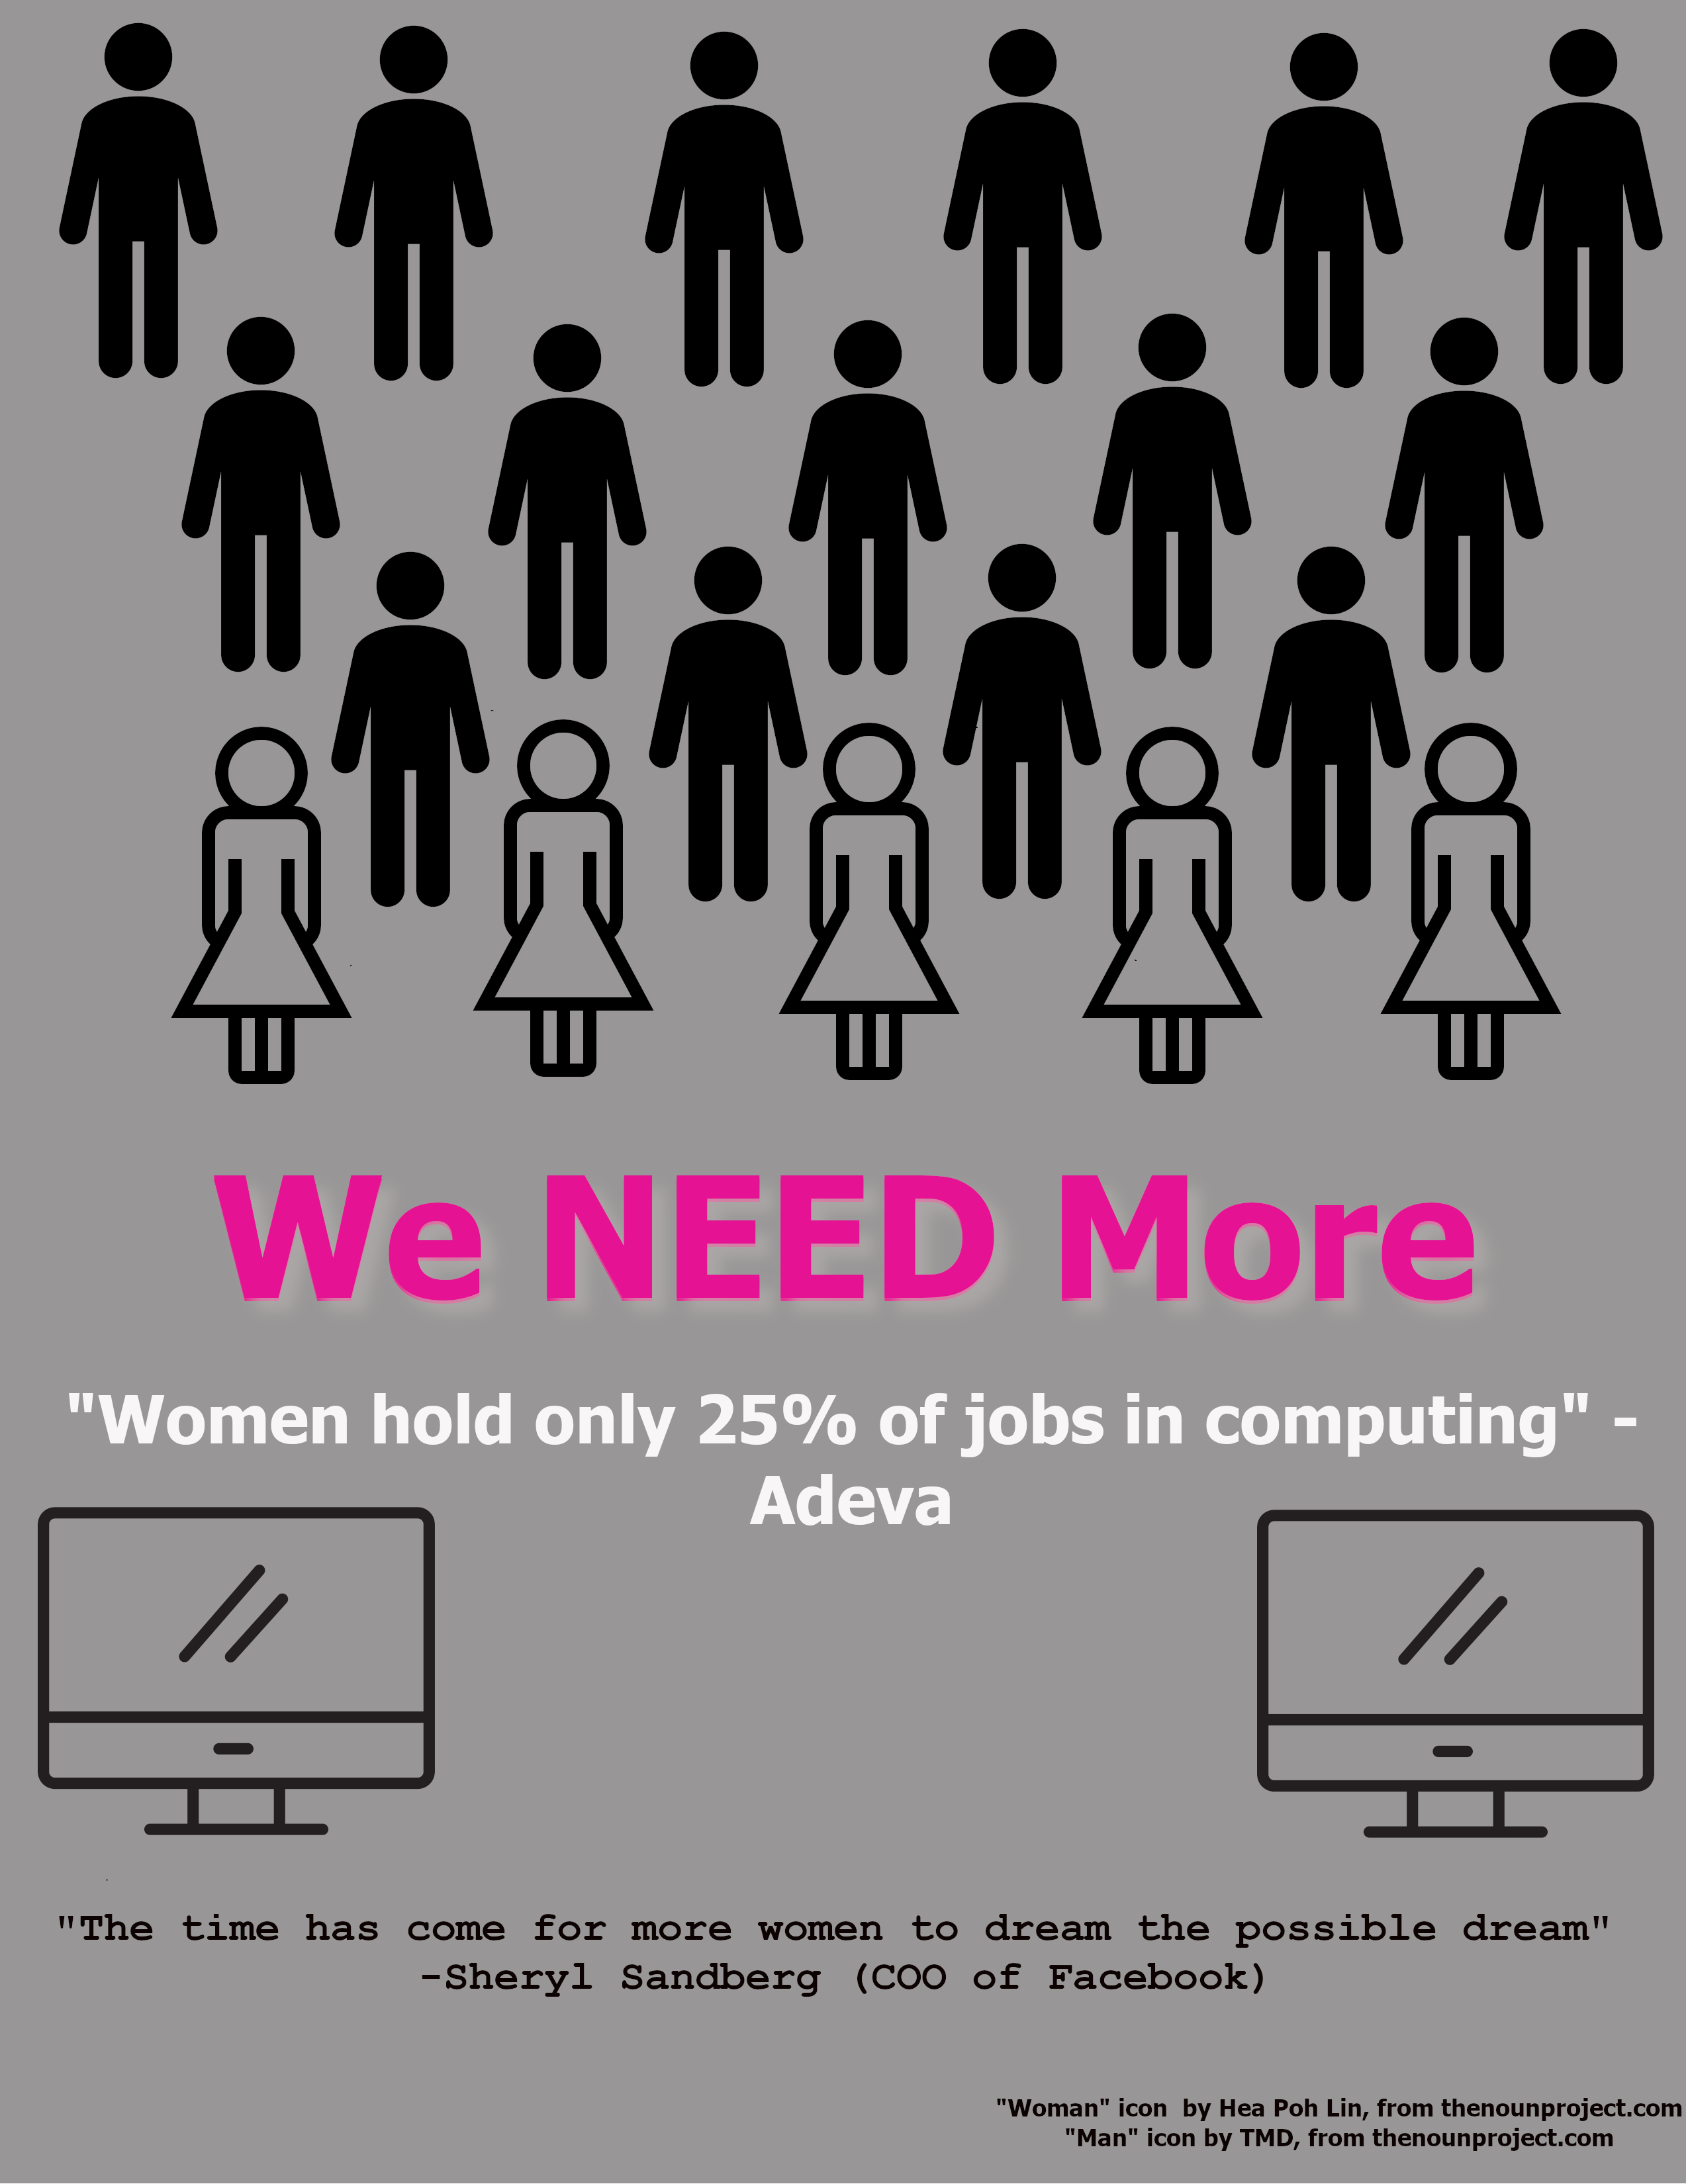 We NEED More
"Women hold only 25% of jobs in computing" -
Adeva
"The time has come for more women to dream the possible dream"
-Sheryl Sandberg (COO of Facebook)
"Woman" icon  by Hea Poh Lin, from thenounproject.com
"Man" icon by TMD, from thenounproject.com